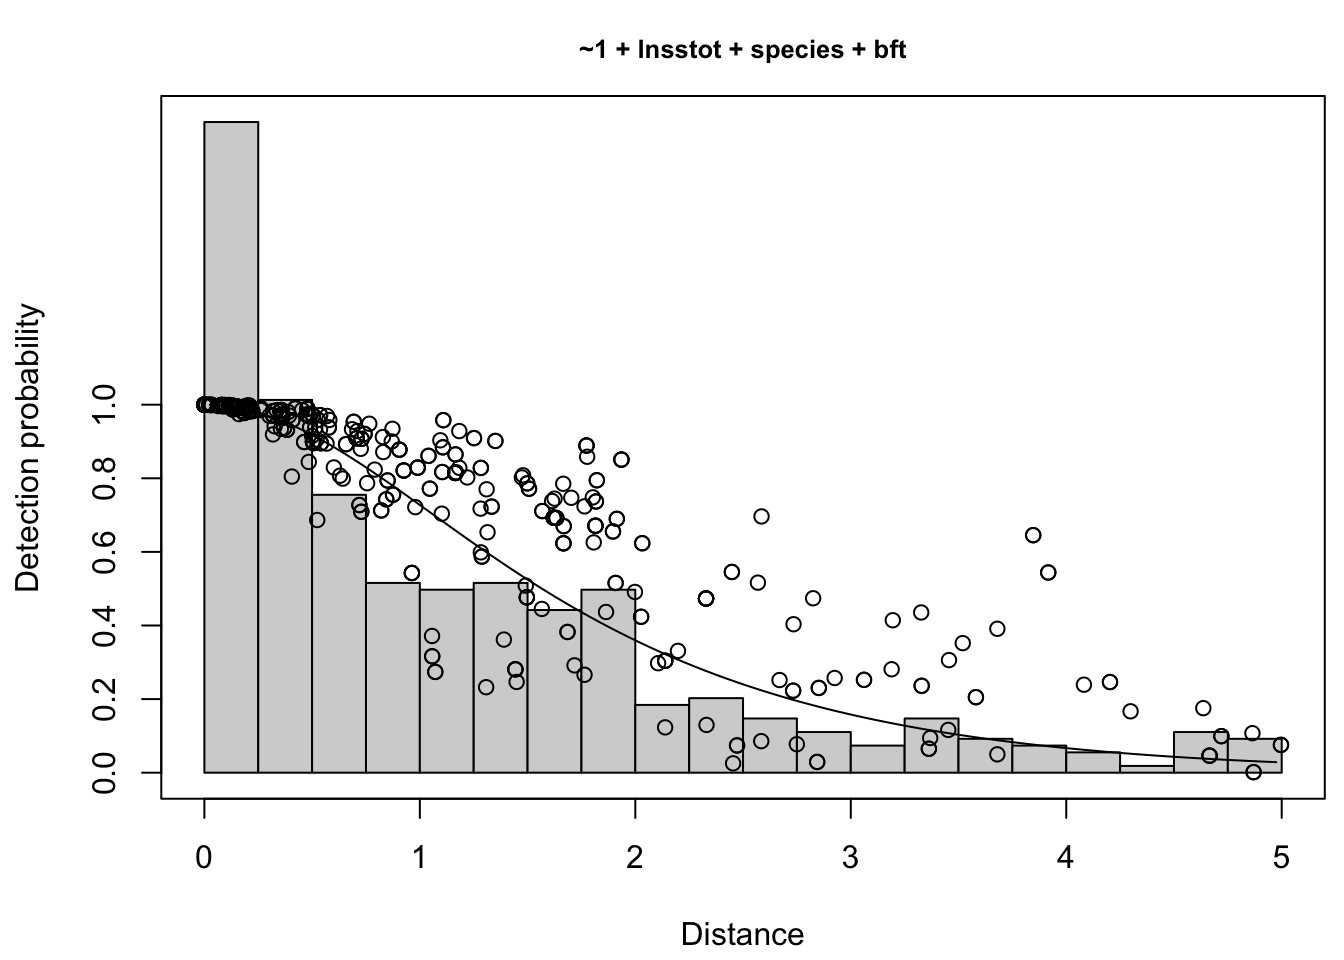 ~1 + lnsstot + species + bft
Detection probability
1.0
0.8
0.6
0.4
0.2
0.0
0 1 2 3 4 5
Distance